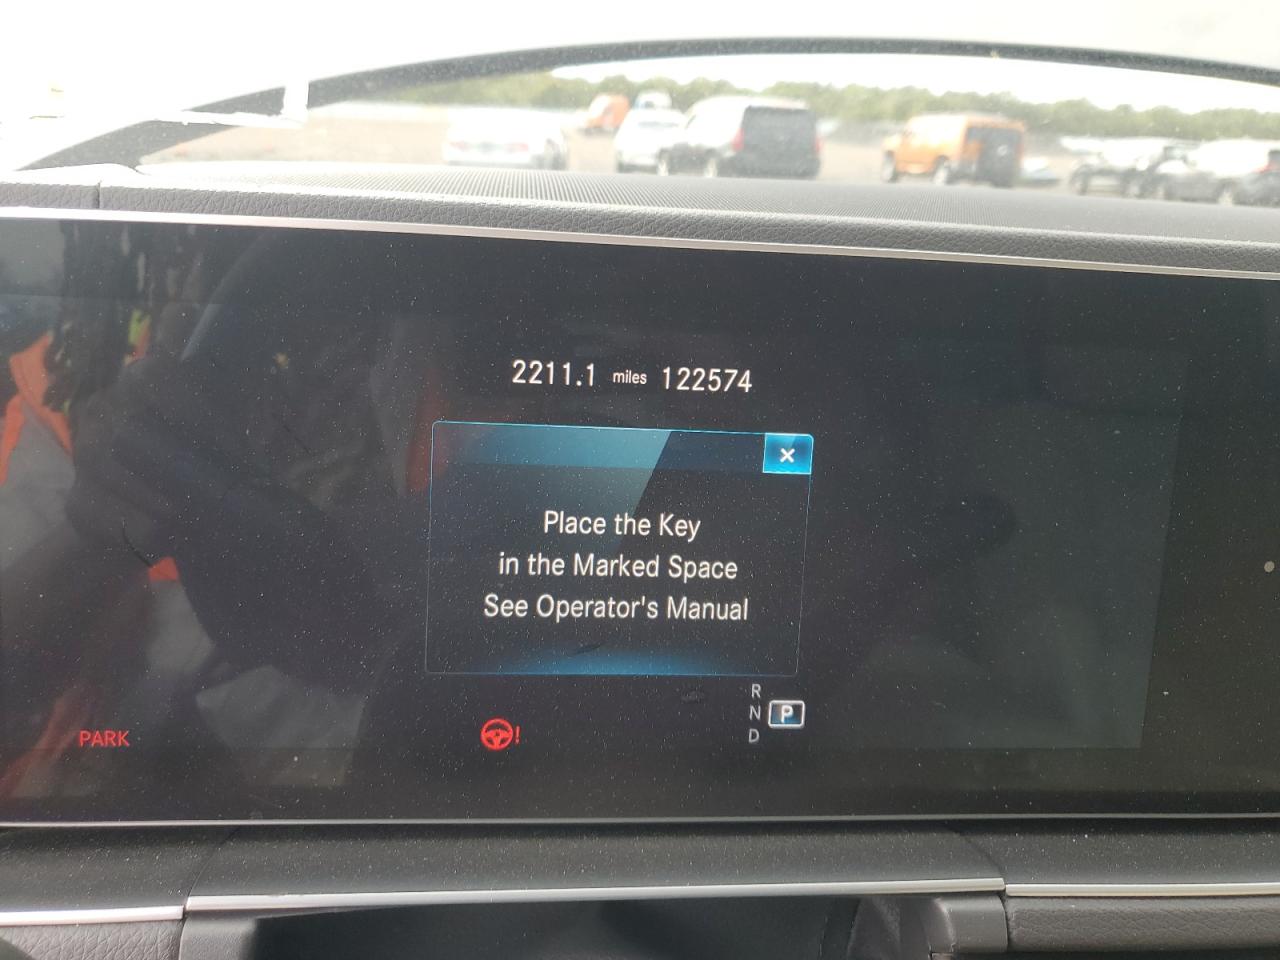 2211.1 miles 122574
×
Place the Key
in the Marked Space
See Operator's Manual
R
N P
D
PARK !